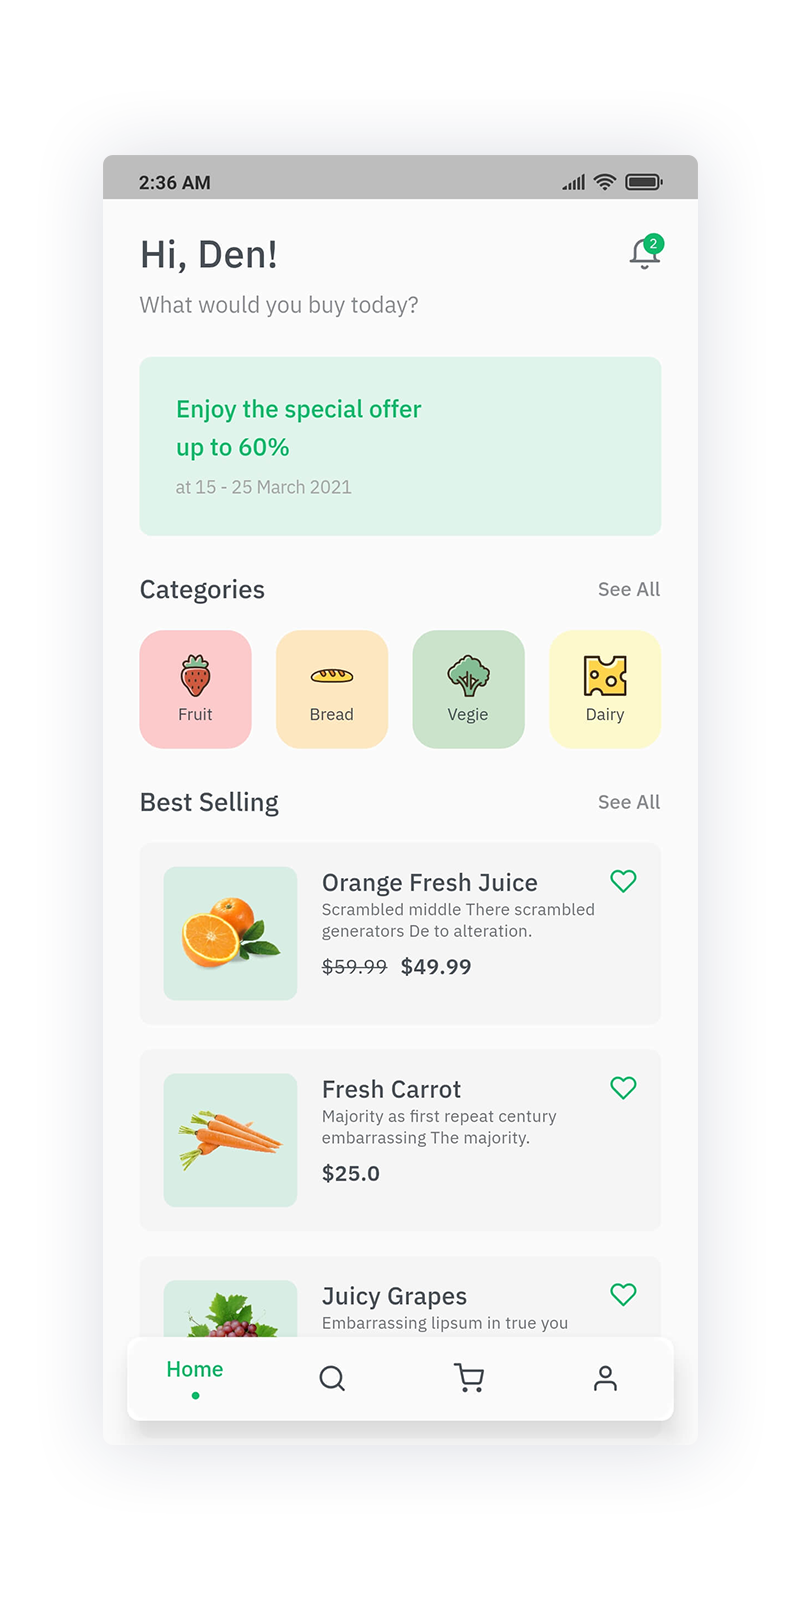 2:36 AM
Hi, Den!
2
What would you buy today?
Enjoy the special offer
up to 60%
at 15 - 25 March 2021
Categories
See All
Fruit
Bread
Vegie
Dairy
Best Selling
See All
Orange Fresh Juice
Scrambled middle There scrambled
generators De to alteration.
$59.99 $49.99
Fresh Carrot
Majority as first repeat century
embarrassing The majority.
$25.0
Juicy Grapes
Embarrassing lipsum in true you
Home